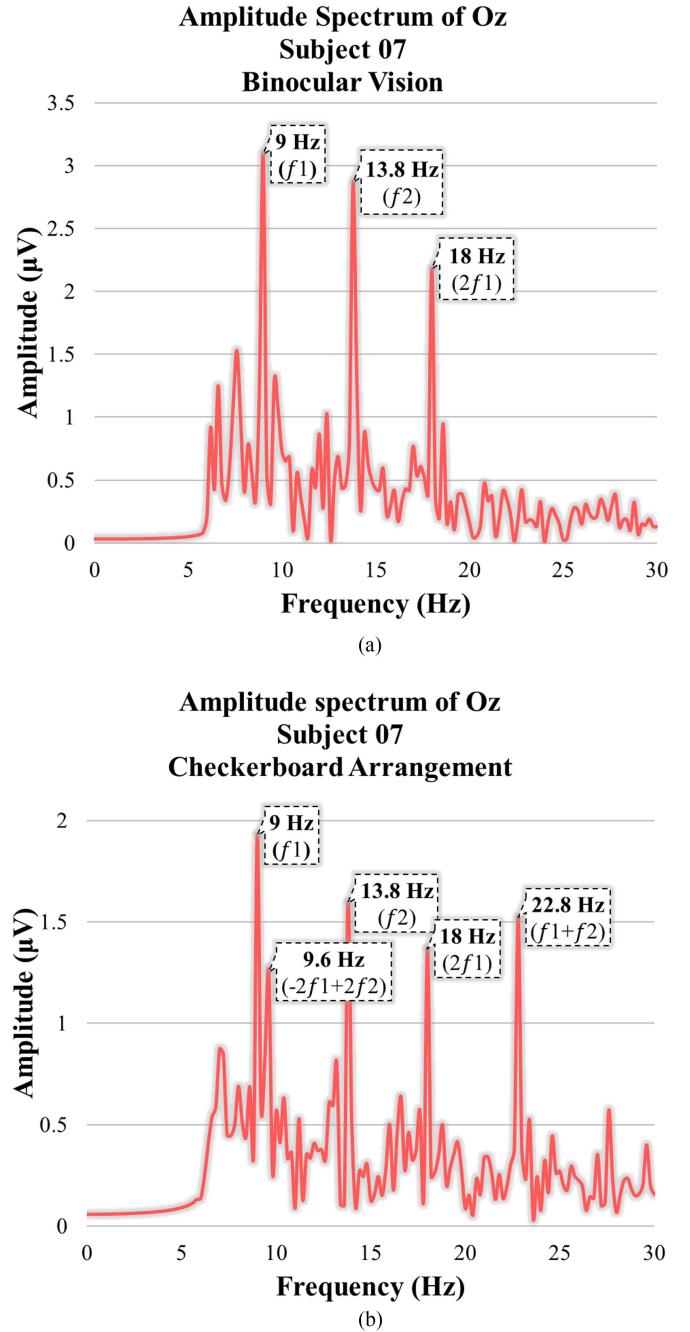 Amplitude Spectrum of Oz
Subject 07
Binocular Vision
3.5
3
2.5
2
1.5
1
0.5
0
Amplitude (µV)
9 Hz
(f1)
13.8 Hz
(f2)
18 Hz
(2f1)
0 5 10 15 20 25 30
Frequency (Hz)
(a)
Amplitude spectrum of Oz
Subject 07
Checkerboard Arrangement
2
1.5
1
0.5
0
Amplitude (µV)
9 Hz
(f1)
13.8 Hz
(f2)
22.8 Hz
(f1+f2)
18 Hz
(2f1)
9.6 Hz
(-2f1+2f2)
0 5 10 15 20 25 30
Frequency (Hz)
(b)